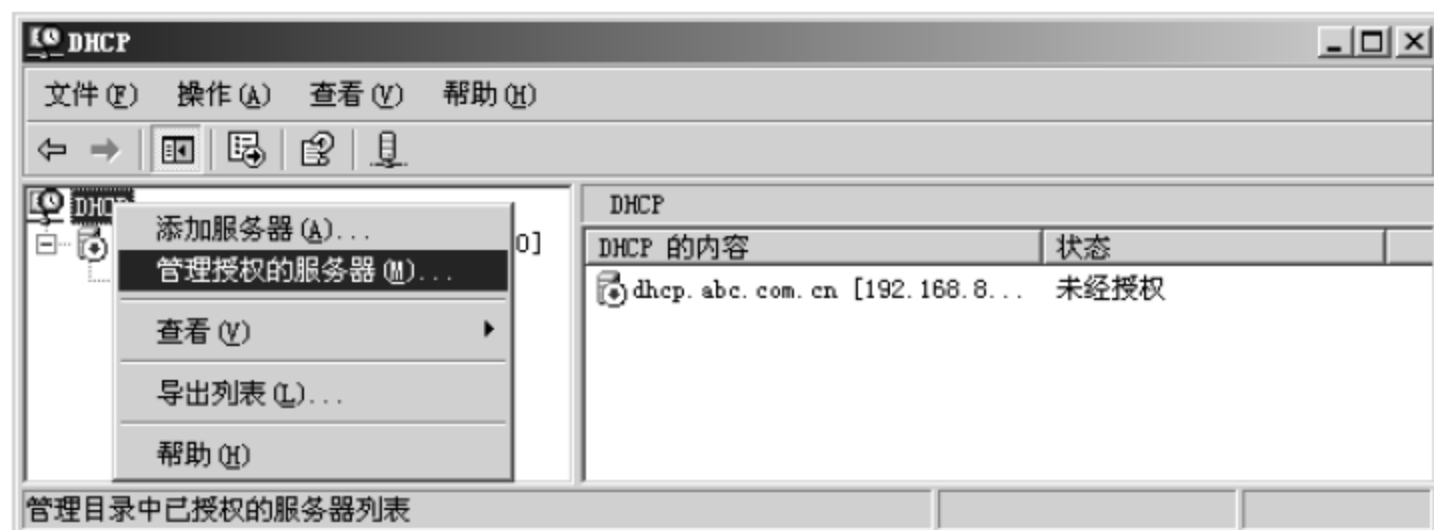 DHCP
文件(F) 操作(A) 查看(V) 帮助(H)
DHCP
添加服务器(A)...
0]
管理授权的服务器(M)...
查看(V)
导出列表(L)...
帮助(H)
DHCP
DHCP 的内容 状态
dhcp.abc.com.cn [192.168.8... 未经授权
管理目录中已授权的服务器列表